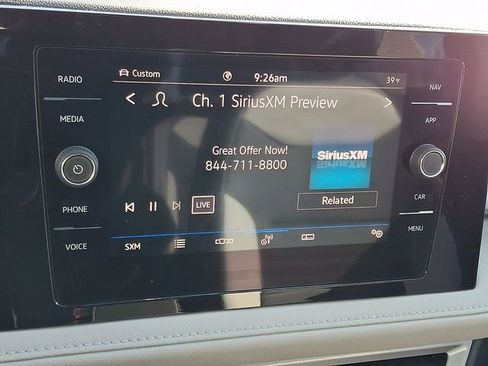 RADIO
MEDIA
PHONE
VOICE
Custom
9:26am
39°F
Ch. 1 SiriusXM Preview
Great Offer Now!
844-711-8800
SiriusXM
LIVE
Related
SXM
NAV
APP
CAR
MENU